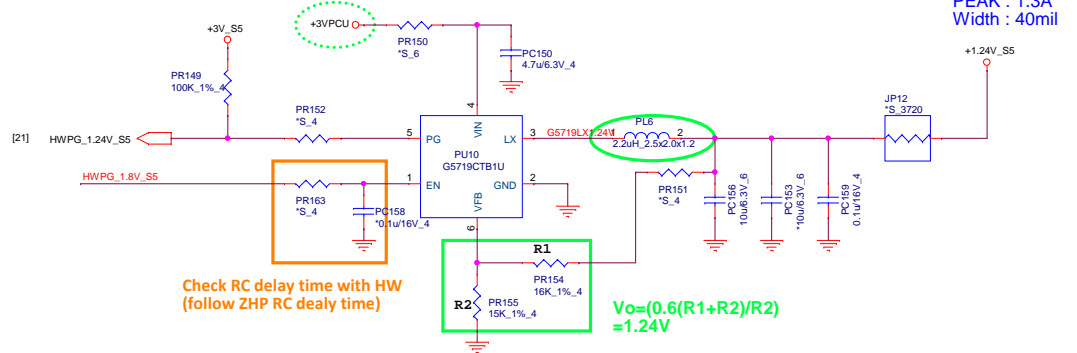 PEAK : 1.3A
Width : 40mil
+3VPCU
+3V_S5
PR150
*S_6
PC150
4.7u/6.3V_4
+1.24V_S5
PR149
100K_1%_4
JP12
*S_3720
PR152
*S_4
[21]
HWPG_1.24V_S5
4
VIN
5
PG
LX
3
G5719LX1.24V
1
PL6
2
2.2uH_2.5x2.0x1.2
PU10
G5719CTB1U
HWPG_1.8V_S5
1
EN
GND
2
PR163
*S_4
PC158
*0.1u/16V_4
VFB
6
PR151
*S_4
PC156
10u/6.3V_6
PC153
*10u/6.3V_6
PC159
0.1u/16V_4
R1
PR154
16K_1%_4
R2
PR155
15K_1%_4
Check RC delay time with HW
(follow ZHP RC dealy time)
Vo=(0.6(R1+R2)/R2)
=1.24V